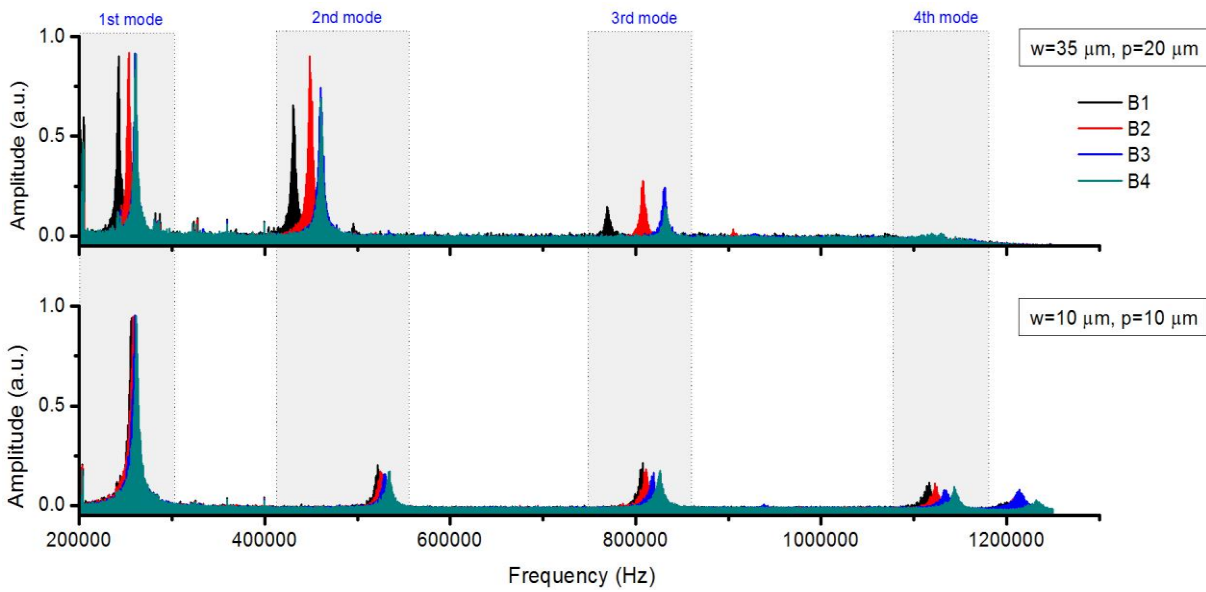 1st mode 2nd mode 3rd mode 4th mode
1.0
w=35 µm, p=20 µm
Amplitude (a.u.)
0.5
0.0
B1
B2
B3
B4
1.0
w=10 µm, p=10 µm
Amplitude (a.u.)
0.5
0.0
200000 400000 600000 800000 1000000 1200000
Frequency (Hz)